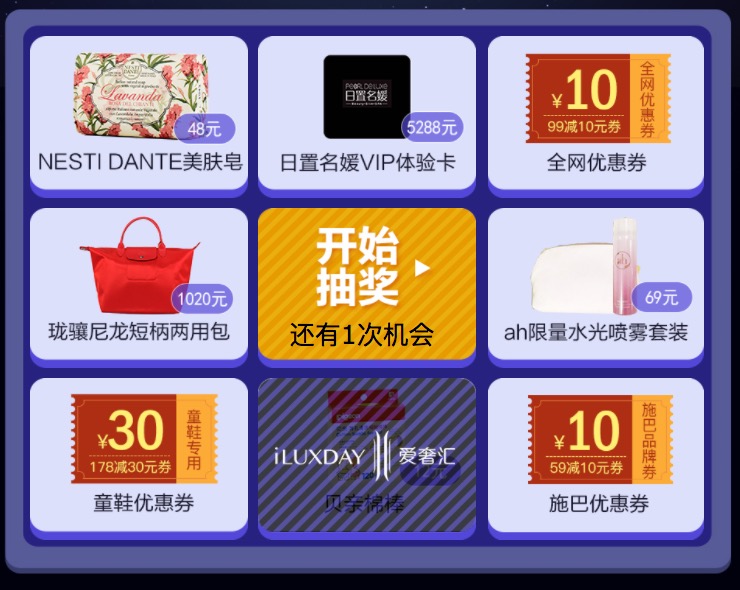 NESTI DANTE
Lavanda
48元
NESTI DANTE美肤皂
PEARL DELUXE
日置名媛
5288元
日置名媛VIP体验卡
¥10
99减10元券
全网优惠券
全网优惠券
1020元
珑骧尼龙短柄两用包
开始
抽奖
还有1次机会
ah
69元
ah限量水光喷雾套装
¥30
178减30元券
童鞋专用
童鞋优惠券
iLUXDAY 爱奢汇
贝亲棉棒
¥10
59减10元券
施巴品牌券
施巴优惠券